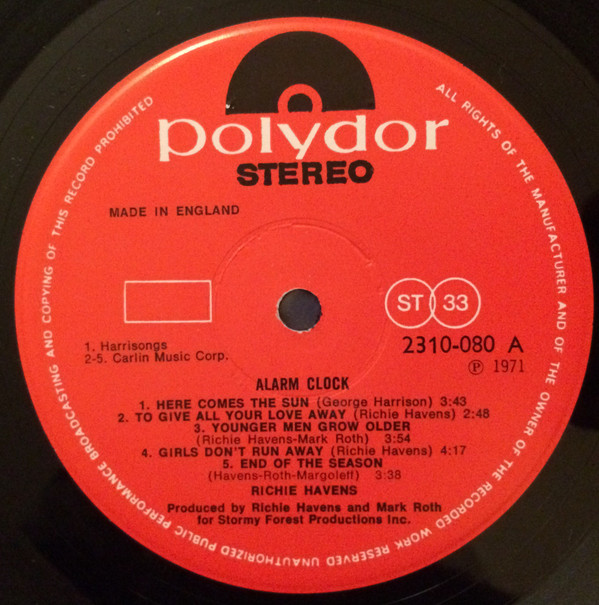 polydor
STEREO
MADE IN ENGLAND
ST 33
1. Harrisongs
2-5. Carlin Music Corp.
2310-080 A
℗ 1971
ALARM CLOCK
1. HERE COMES THE SUN (George Harrison) 3:43
2. TO GIVE ALL YOUR LOVE AWAY (Richie Havens) 2:48
3. YOUNGER MEN GROW OLDER
(Richie Havens-Mark Roth) 3:54
4. GIRLS DON'T RUN AWAY (Richie Havens) 4:17
5. END OF THE SEASON
(Havens-Roth-Margoleff) 3:38
RICHIE HAVENS
Produced by Richie Havens and Mark Roth
for Stormy Forest Productions Inc.
ALL RIGHTS OF THE MANUFACTURER AND OF THE OWNER OF THE RECORDED WORK RESERVED UNAUTHORIZED PUBLIC PERFORMANCE BROADCASTING AND COPYING OF THIS RECORD PROHIBITED